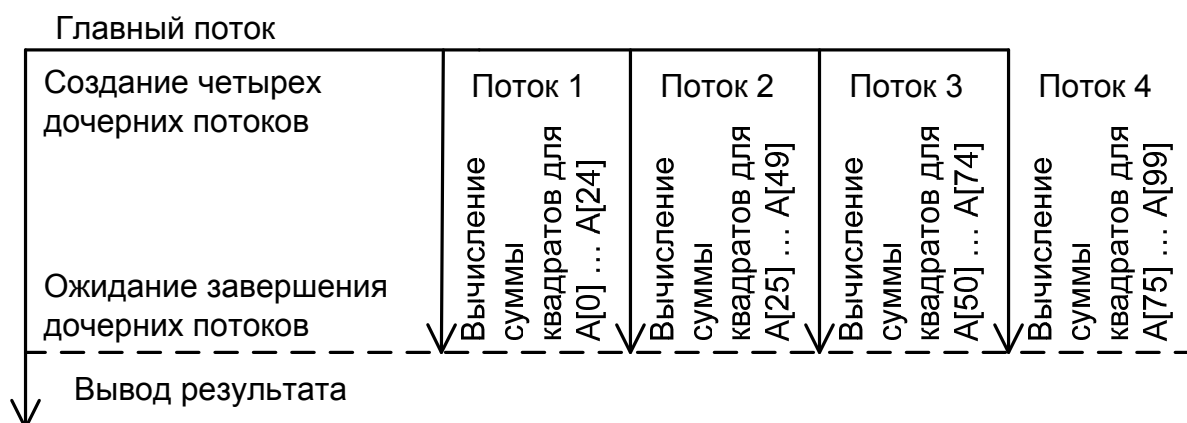 Главный поток
Создание четырех
дочерних потоков
Ожидание завершения
дочерних потоков
Вывод результата
Поток 1
Вычисление
суммы
квадратов для
A[0] … A[24]
Поток 2
Вычисление
суммы
квадратов для
A[25] … A[49]
Поток 3
Вычисление
суммы
квадратов для
A[50] … A[74]
Поток 4
Вычисление
суммы
квадратов для
A[75] … A[99]